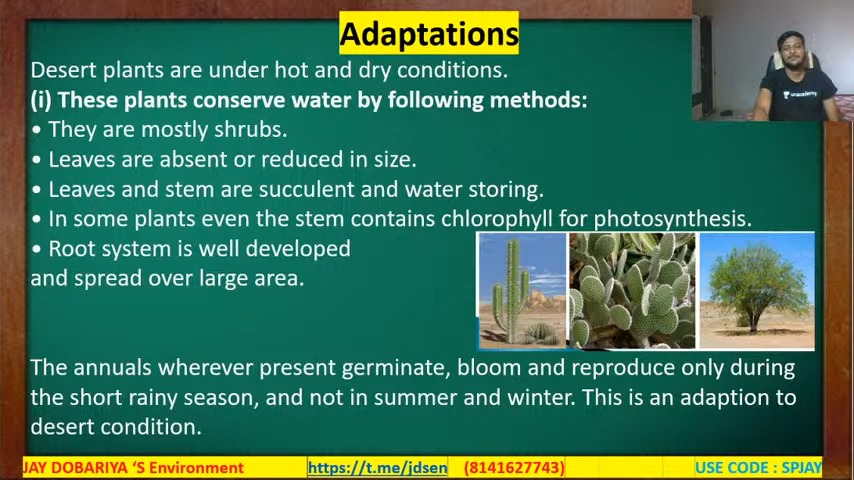 Adaptations
Desert plants are under hot and dry conditions.
(i) These plants conserve water by following methods:
• They are mostly shrubs.
• Leaves are absent or reduced in size.
• Leaves and stem are succulent and water storing.
• In some plants even the stem contains chlorophyll for photosynthesis.
• Root system is well developed
and spread over large area.
The annuals wherever present germinate, bloom and reproduce only during
the short rainy season, and not in summer and winter. This is an adaption to
desert condition.
JAY DOBARIYA ‘S Environment
https://t.me/jdsen
(8141627743)
USE CODE : SPJAY
unacademy